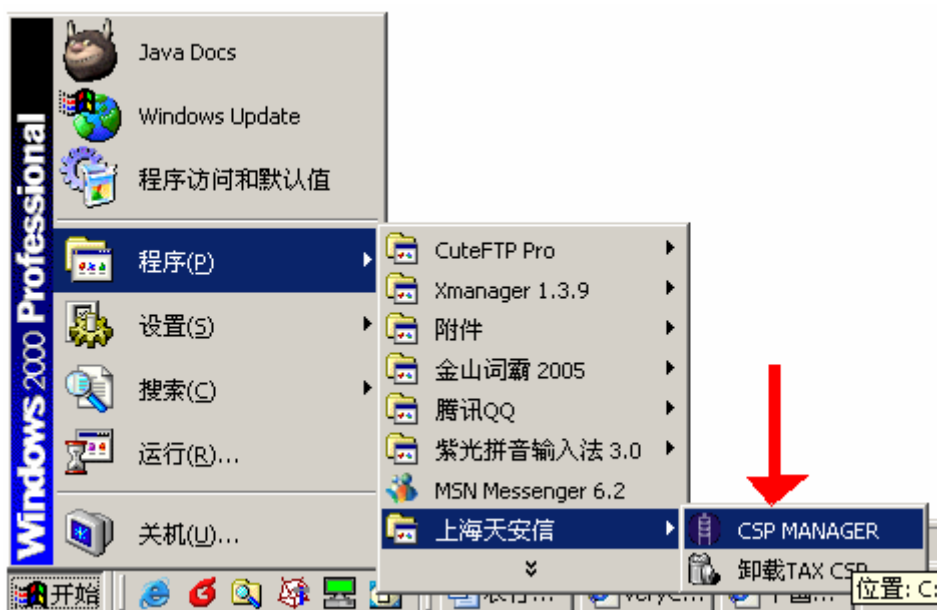 Windows 2000 Professional
Java Docs
Windows Update
程序访问和默认值
程序(P)
设置(S)
搜索(C)
运行(R)...
关机(U)...
CuteFTP Pro
Xmanager 1.3.9
附件
金山词霸 2005
腾讯QQ
紫光拼音输入法 3.0
MSN Messenger 6.2
上海天安信
CSP MANAGER
卸载TAX CSP
位置: C:
开始